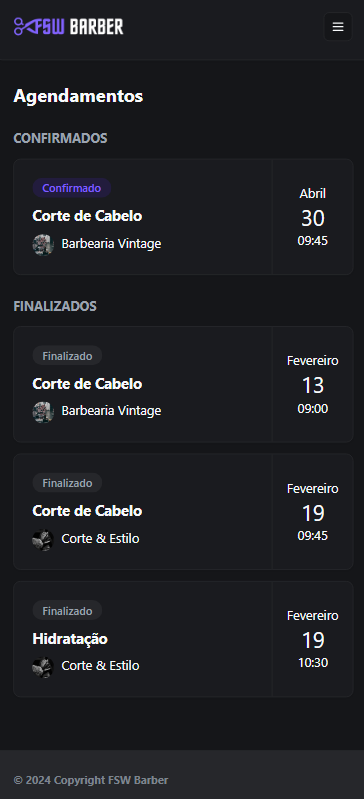 FSW BARBER
Agendamentos
CONFIRMADOS
Confirmado
Corte de Cabelo
Barbearia Vintage
Abril
30
09:45
FINALIZADOS
Finalizado
Corte de Cabelo
Barbearia Vintage
Fevereiro
13
09:00
Finalizado
Corte de Cabelo
Corte & Estilo
Fevereiro
19
09:45
Finalizado
Hidratação
Corte & Estilo
Fevereiro
19
10:30
© 2024 Copyright FSW Barber